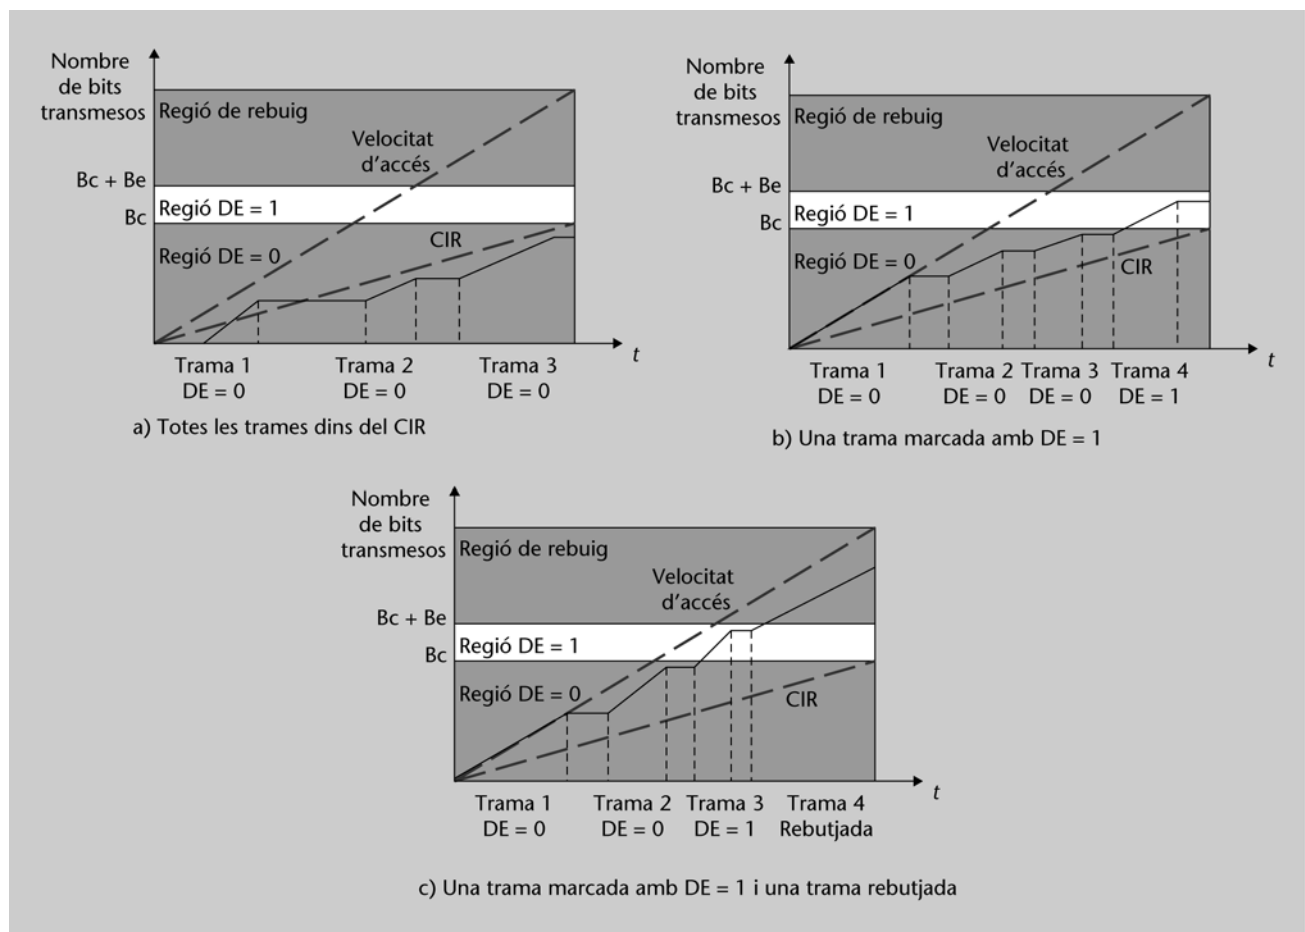 Nombre
de bits
transmesos
Regió de rebuig
Velocitat
d'accés
Bc + Be
Regió DE = 1
Bc
CIR
Regió DE = 0
t
Trama 1
DE = 0
Trama 2
DE = 0
Trama 3
DE = 0
a) Totes les trames dins del CIR
Nombre
de bits
transmesos
Regió de rebuig
Velocitat
d'accés
Bc + Be
Regió DE = 1
Bc
Regió DE = 0
CIR
t
Trama 1
DE = 0
Trama 2
DE = 0
Trama 3
DE = 0
Trama 4
DE = 1
b) Una trama marcada amb DE = 1
Nombre
de bits
transmesos
Regió de rebuig
Velocitat
d'accés
Bc + Be
Regió DE = 1
Bc
Regió DE = 0
CIR
t
Trama 1
DE = 0
Trama 2
DE = 0
Trama 3
DE = 1
Trama 4
Rebutjada
c) Una trama marcada amb DE = 1 i una trama rebutjada